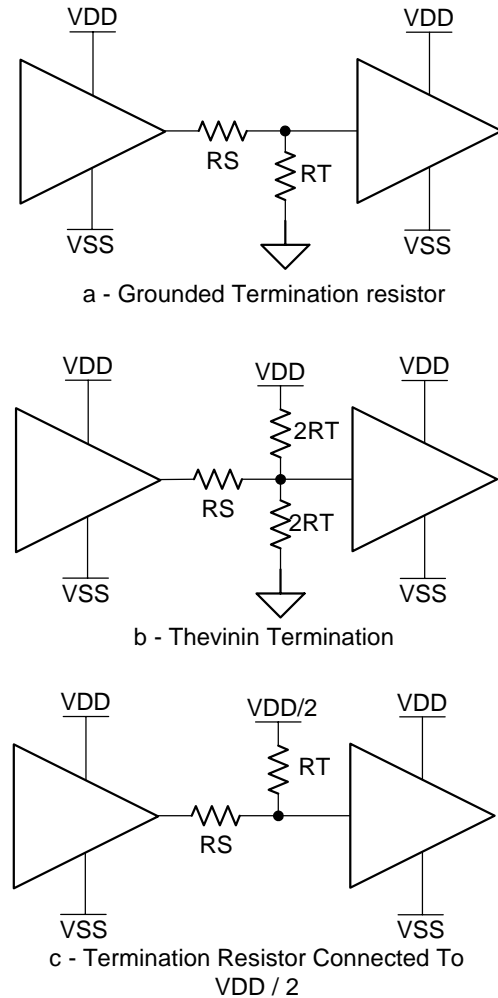 VDD
VDD
RS
RT
VSS
VSS
a - Grounded Termination resistor
VDD
VDD
VDD
2RT
RS
2RT
VSS
VSS
b - Thevinin Termination
VDD
VDD/2
VDD
RT
RS
VSS
VSS
c - Termination Resistor Connected To
VDD / 2